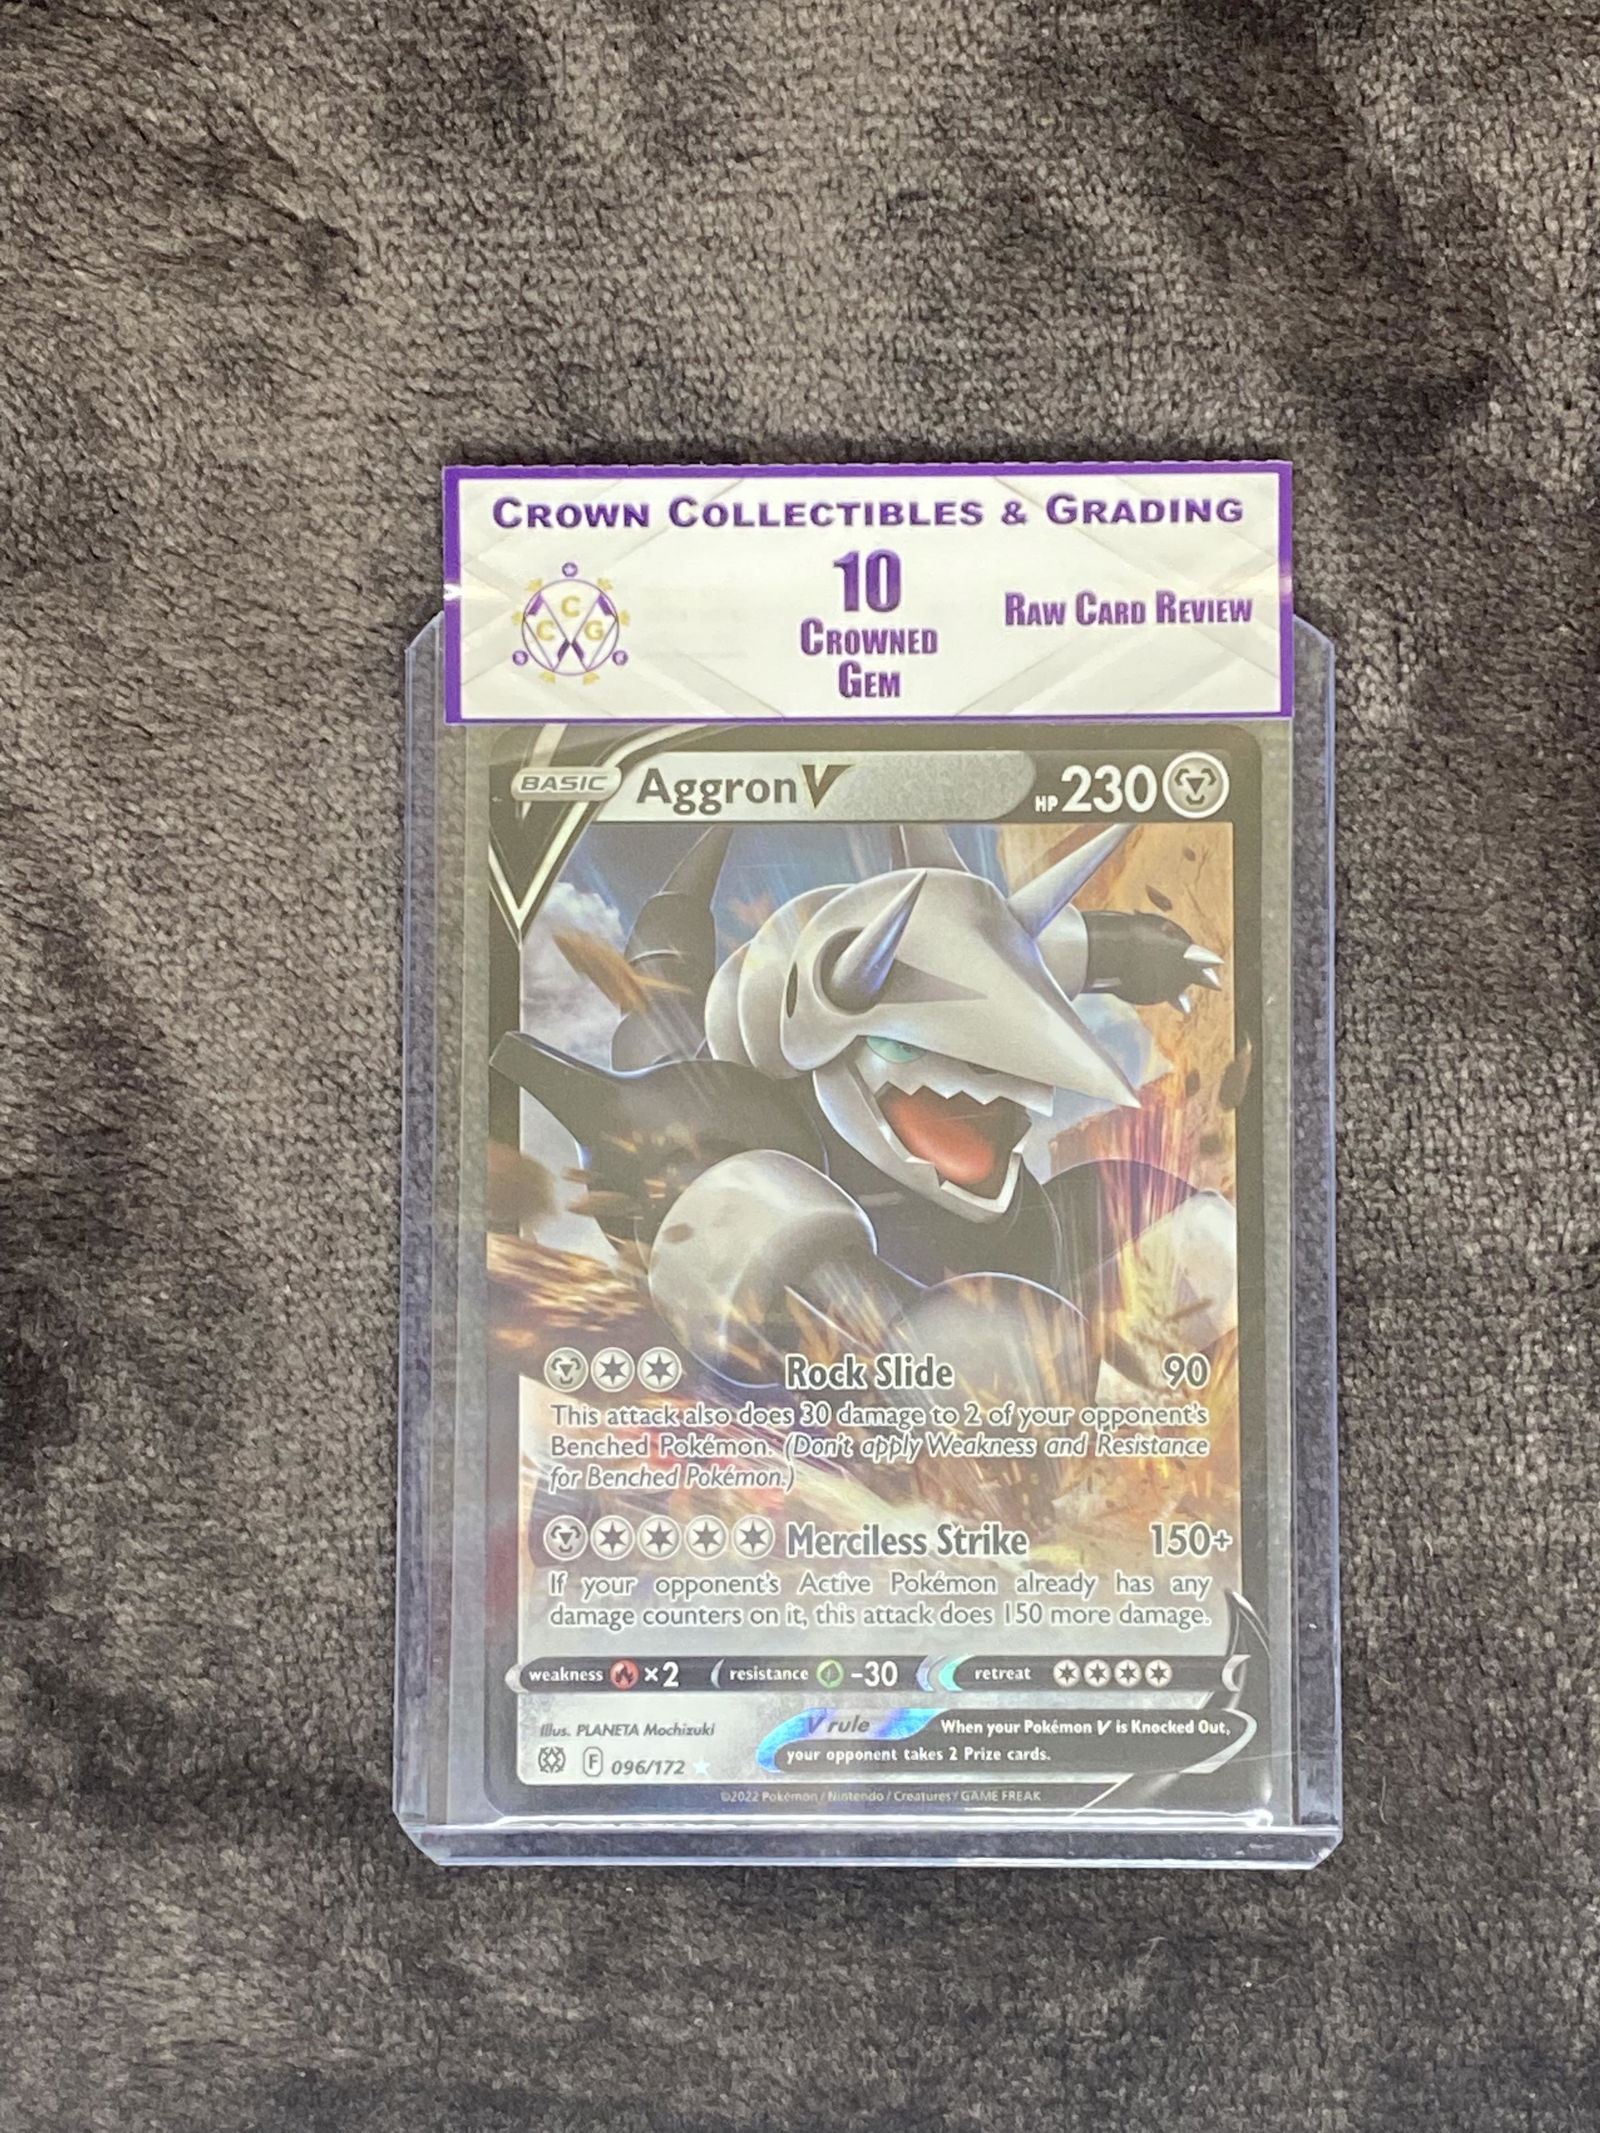 CROWN COLLECTIBLES & GRADING
C
C G
10
CROWNED
GEM
RAW CARD REVIEW
BASIC Aggron V HP 230
Rock Slide 90
This attack also does 30 damage to 2 of your opponent's
Benched Pokémon. (Don't apply Weakness and Resistance
for Benched Pokémon.)
Merciless Strike 150+
If your opponent's Active Pokémon already has any
damage counters on it, this attack does 150 more damage.
weakness ×2 resistance -30 retreat
Illus. PLANETA Mochizuki
F 096/172
V rule When your Pokémon V is Knocked Out,
your opponent takes 2 Prize cards.
©2022 Pokémon / Nintendo / Creatures / GAME FREAK